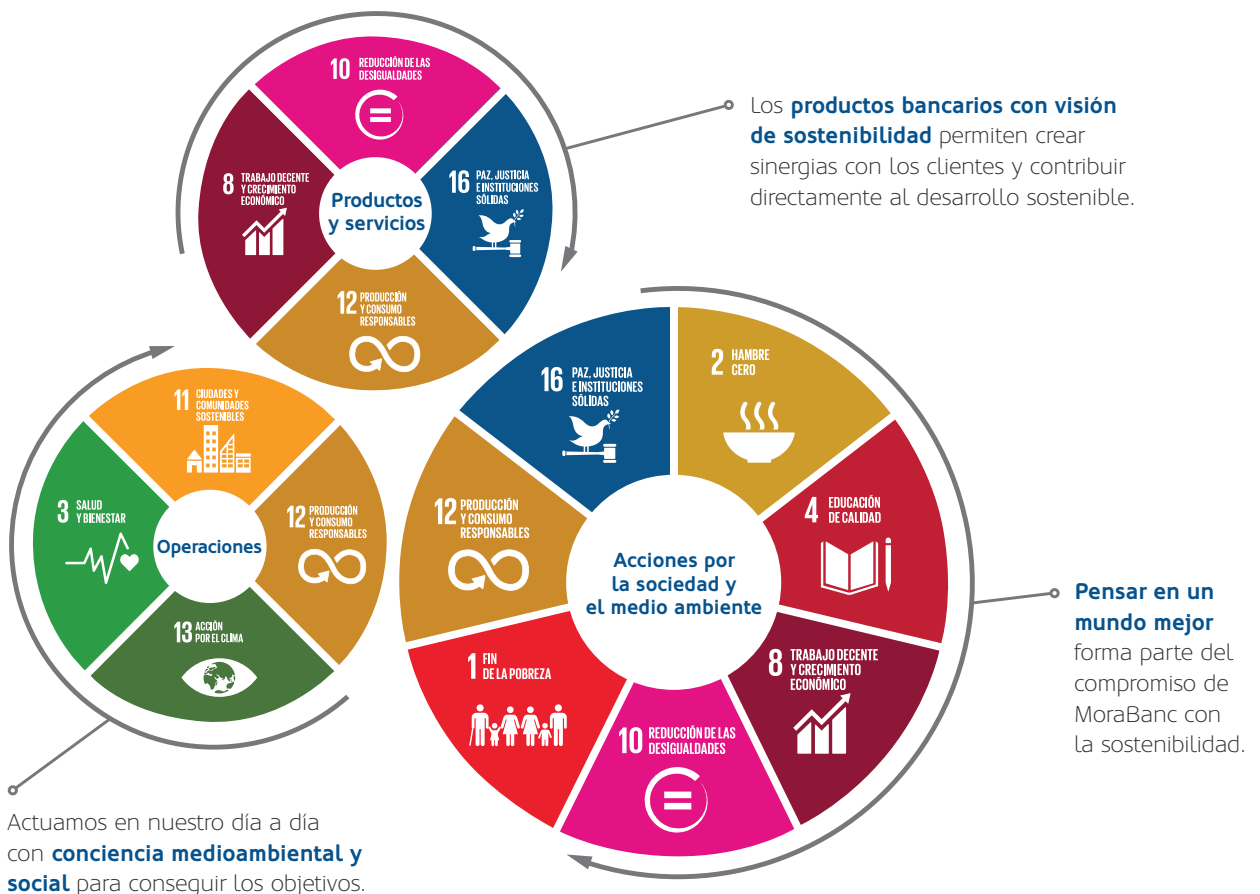 10 REDUCCIÓN DE LAS
DESIGUALDADES
8 TRABAJO DECENTE
Y CRECIMIENTO
ECONÓMICO
16 PAZ, JUSTICIA
E INSTITUCIONES
SÓLIDAS
Productos
y servicios
12 PRODUCCIÓN
Y CONSUMO
RESPONSABLES
Los productos bancarios con visión
de sostenibilidad permiten crear
sinergias con los clientes y contribuir
directamente al desarrollo sostenible.
11 CIUDADES Y
COMUNIDADES
SOSTENIBLES
3 SALUD
Y BIENESTAR
12 PRODUCCIÓN
Y CONSUMO
RESPONSABLES
Operaciones
13 ACCIÓN
POR EL CLIMA
Actuamos en nuestro día a día
con conciencia medioambiental y
social para conseguir los objetivos.
16 PAZ, JUSTICIA
E INSTITUCIONES
SÓLIDAS
2 HAMBRE
CERO
12 PRODUCCIÓN
Y CONSUMO
RESPONSABLES
4 EDUCACIÓN
DE CALIDAD
Acciones por
la sociedad y
el medio ambiente
1 FIN
DE LA POBREZA
8 TRABAJO DECENTE
Y CRECIMIENTO
ECONÓMICO
10 REDUCCIÓN DE LAS
DESIGUALDADES
Pensar en un
mundo mejor
forma parte del
compromiso de
MoraBanc con
la sostenibilidad.